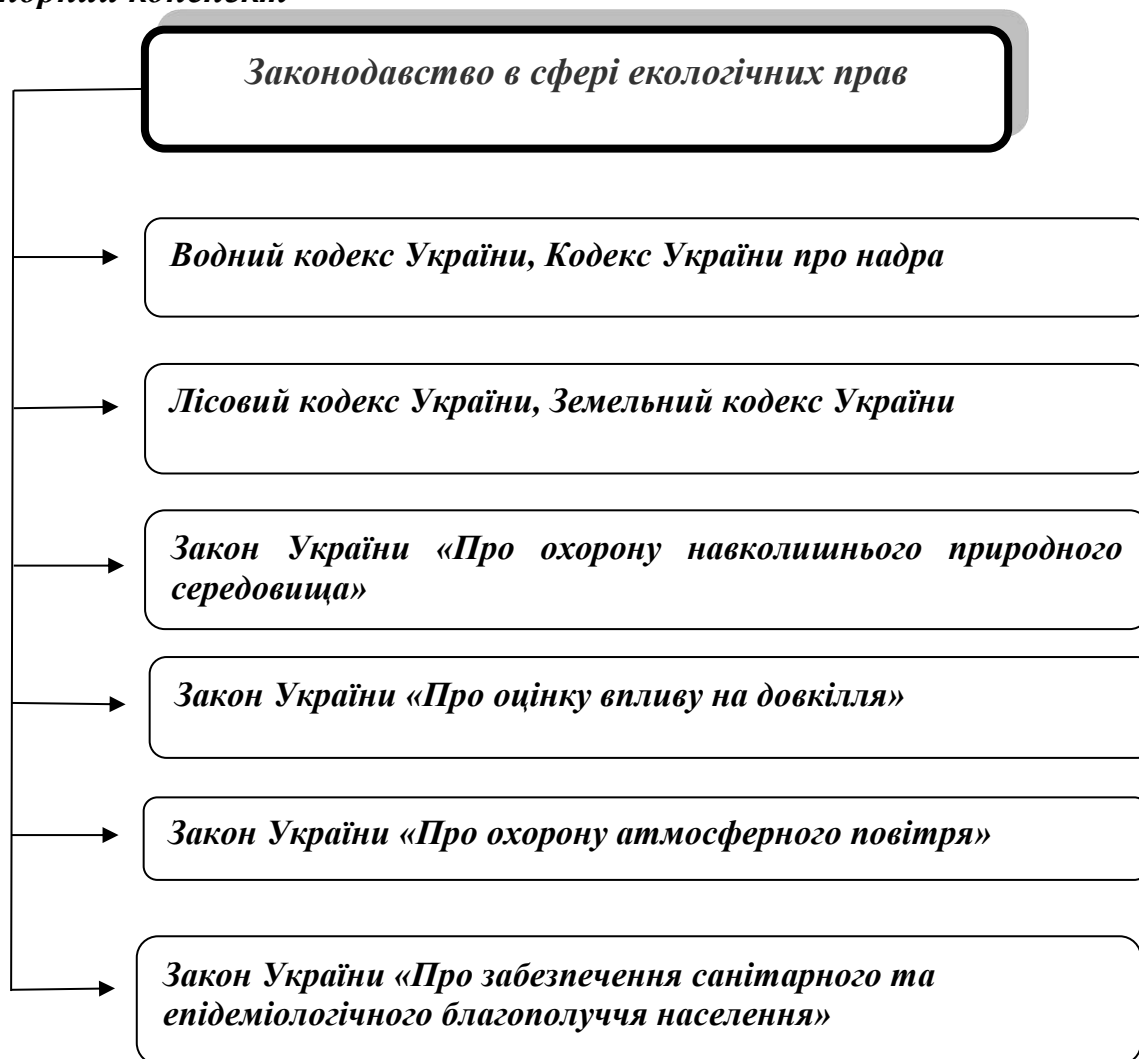 Законодавство в сфері екологічних прав
Водний кодекс України, Кодекс України про надра
Лісовий кодекс України, Земельний кодекс України
Закон України «Про охорону навколишнього природного
середовища»
Закон України «Про оцінку впливу на довкілля»
Закон України «Про охорону атмосферного повітря»
Закон України «Про забезпечення санітарного та
епідеміологічного благополуччя населення»